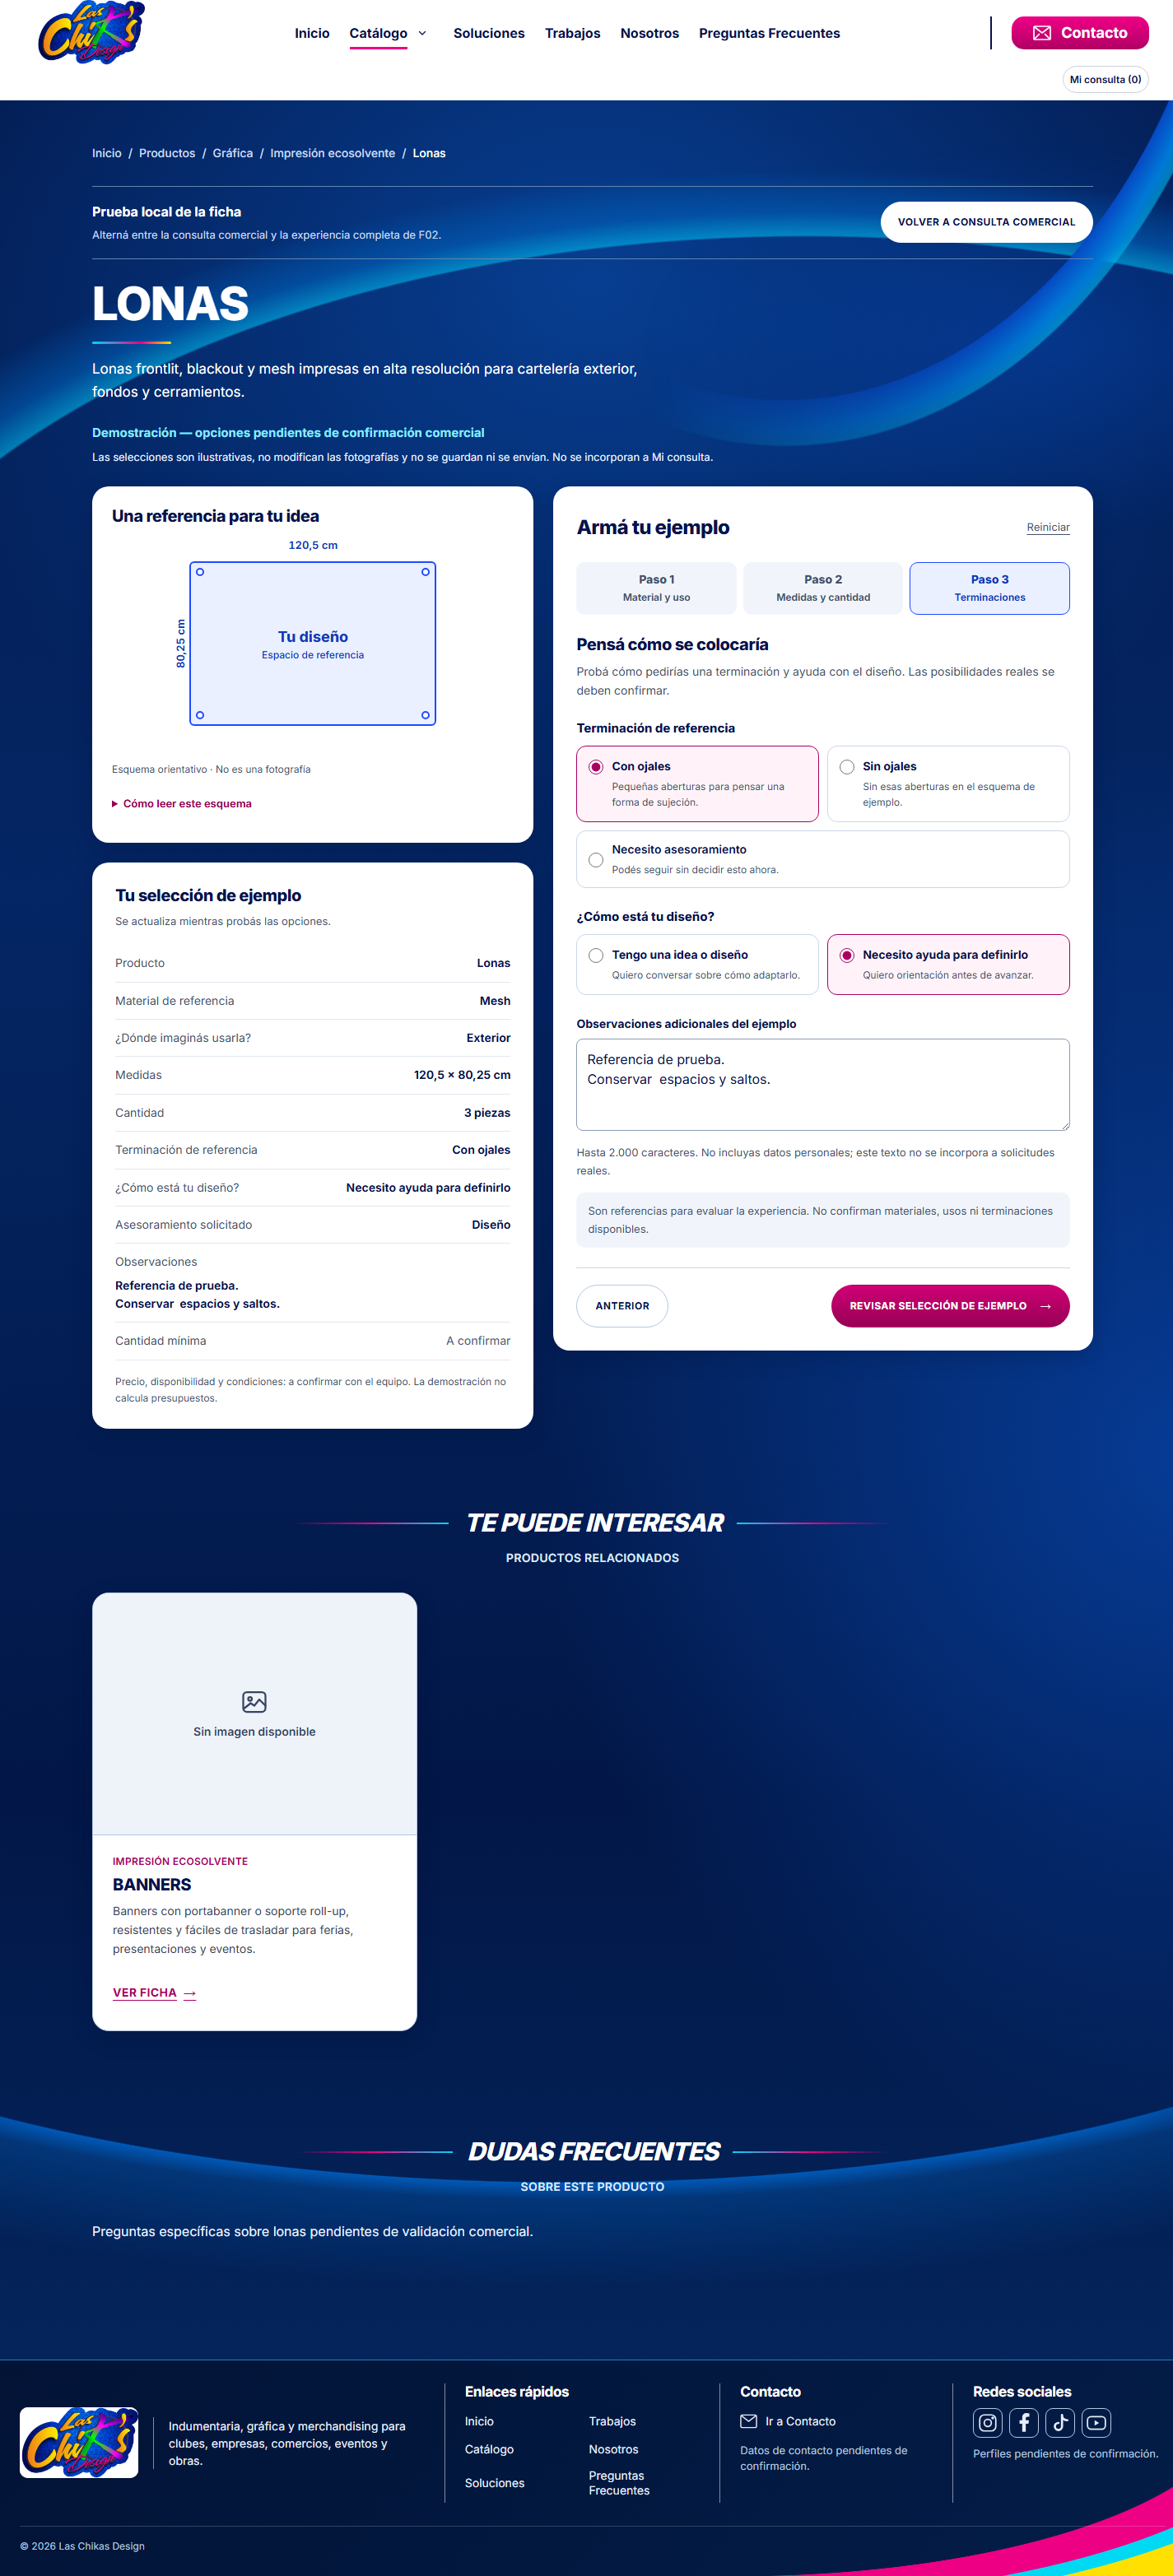 Las
Chikas
Design
Inicio
Catálogo
Soluciones
Trabajos
Nosotros
Preguntas Frecuentes
Contacto
Mi consulta (0)
Inicio / Productos / Gráfica / Impresión ecosolvente / Lonas
Prueba local de la ficha
Alterná entre la consulta comercial y la experiencia completa de F02.
VOLVER A CONSULTA COMERCIAL
LONAS
Lonas frontlit, blackout y mesh impresas en alta resolución para cartelería exterior,
fondos y cerramientos.
Demostración — opciones pendientes de confirmación comercial
Las selecciones son ilustrativas, no modifican las fotografías y no se guardan ni se envían. No se incorporan a Mi consulta.
Una referencia para tu idea
120,5 cm
80,25 cm
Tu diseño
Espacio de referencia
Esquema orientativo · No es una fotografía
Cómo leer este esquema
Tu selección de ejemplo
Se actualiza mientras probás las opciones.
Producto Lonas
Material de referencia Mesh
¿Dónde imaginás usarla? Exterior
Medidas 120,5 × 80,25 cm
Cantidad 3 piezas
Terminación de referencia Con ojales
¿Cómo está tu diseño? Necesito ayuda para definirlo
Asesoramiento solicitado Diseño
Observaciones
Referencia de prueba.
Conservar  espacios y saltos.
Cantidad mínima A confirmar
Precio, disponibilidad y condiciones: a confirmar con el equipo. La demostración no
calcula presupuestos.
Armá tu ejemplo
Reiniciar
Paso 1
Material y uso
Paso 2
Medidas y cantidad
Paso 3
Terminaciones
Pensá cómo se colocaría
Probá cómo pedirías una terminación y ayuda con el diseño. Las posibilidades reales se
deben confirmar.
Terminación de referencia
Con ojales
Pequeñas aberturas para pensar una
forma de sujeción.
Sin ojales
Sin esas aberturas en el esquema de
ejemplo.
Necesito asesoramiento
Podés seguir sin decidir esto ahora.
¿Cómo está tu diseño?
Tengo una idea o diseño
Quiero conversar sobre cómo adaptarlo.
Necesito ayuda para definirlo
Quiero orientación antes de avanzar.
Observaciones adicionales del ejemplo
Referencia de prueba.
Conservar  espacios y saltos.
Hasta 2.000 caracteres. No incluyas datos personales; este texto no se incorpora a solicitudes
reales.
Son referencias para evaluar la experiencia. No confirman materiales, usos ni terminaciones
disponibles.
ANTERIOR
REVISAR SELECCIÓN DE EJEMPLO →
TE PUEDE INTERESAR
PRODUCTOS RELACIONADOS
Sin imagen disponible
IMPRESIÓN ECOSOLVENTE
BANNERS
Banners con portabanner o soporte roll-up,
resistentes y fáciles de trasladar para ferias,
presentaciones y eventos.
VER FICHA →
DUDAS FRECUENTES
SOBRE ESTE PRODUCTO
Preguntas específicas sobre lonas pendientes de validación comercial.
Las
Chikas
Design
Indumentaria, gráfica y merchandising para
clubes, empresas, comercios, eventos y
obras.
Enlaces rápidos
Inicio
Trabajos
Catálogo
Nosotros
Soluciones
Preguntas
Frecuentes
Contacto
Ir a Contacto
Datos de contacto pendientes de
confirmación.
Redes sociales
Perfiles pendientes de confirmación.
© 2026 Las Chikas Design